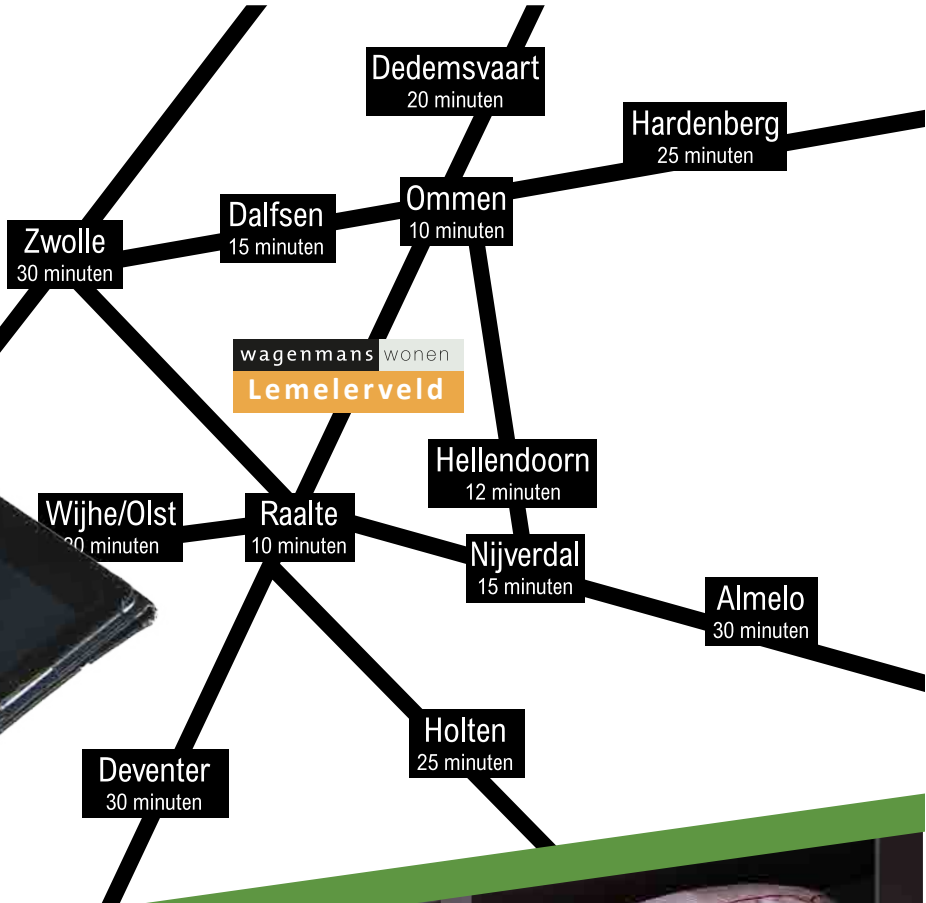 Dedemsvaart
20 minuten
Hardenberg
25 minuten
Ommen
10 minuten
Dalfsen
15 minuten
Zwolle
30 minuten
wagenmans wonen
Lemelerveld
Hellendoorn
12 minuten
Wijhe/Olst
minuten
Raalte
10 minuten
Nijverdal
15 minuten
Almelo
30 minuten
Holten
25 minuten
Deventer
30 minuten